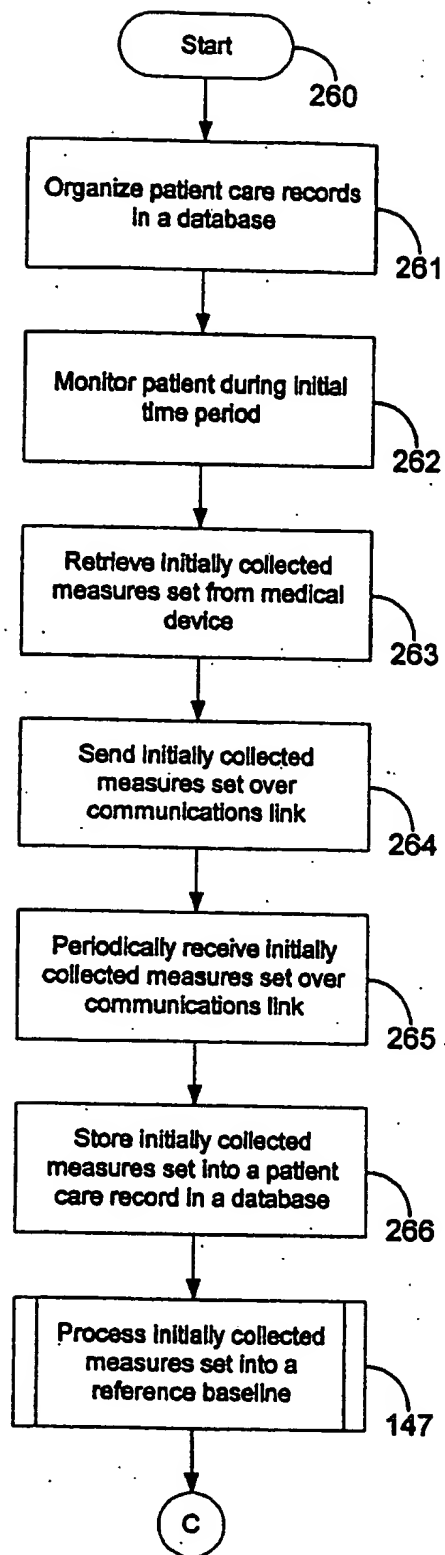 Start
260
Organize patient care records
in a database
261
Monitor patient during initial
time period
262
Retrieve initially collected
measures set from medical
device
263
Send initially collected
measures set over
communications link
264
Periodically receive initially
collected measures set over
communications link
265
Store initially collected
measures set into a patient
care record in a database
266
Process initially collected
measures set into a
reference baseline
147
C